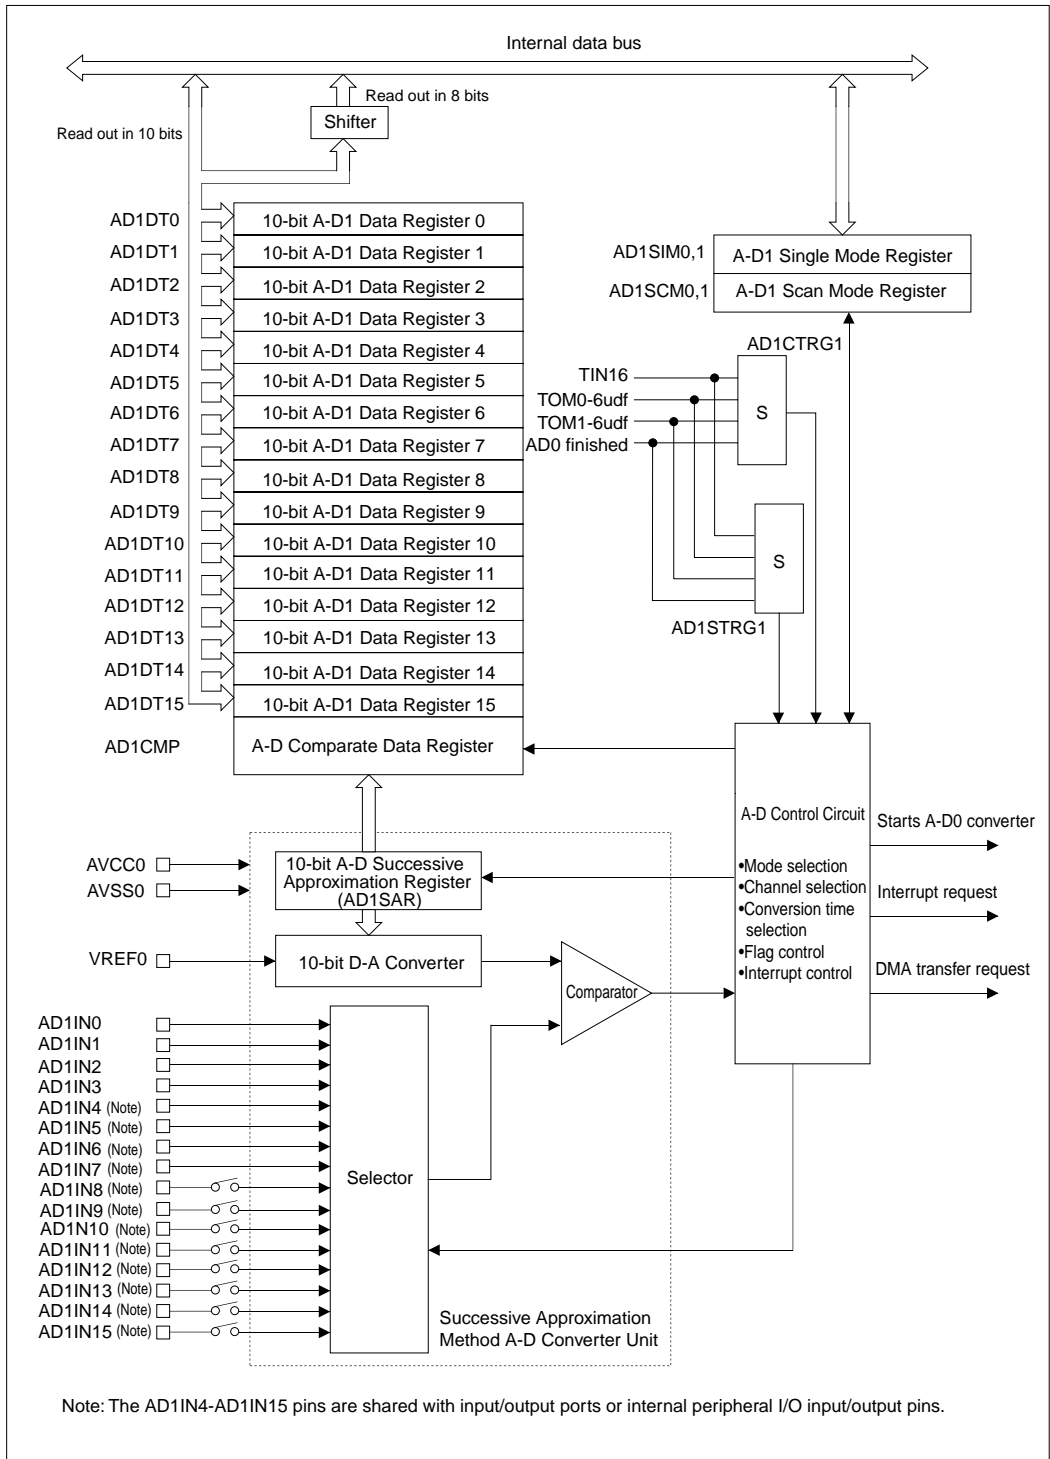 Internal data bus
Read out in 8 bits
Shifter
Read out in 10 bits
AD1DT0 10-bit A-D1 Data Register 0
AD1DT1 10-bit A-D1 Data Register 1
AD1DT2 10-bit A-D1 Data Register 2
AD1DT3 10-bit A-D1 Data Register 3
AD1DT4 10-bit A-D1 Data Register 4
AD1DT5 10-bit A-D1 Data Register 5
AD1DT6 10-bit A-D1 Data Register 6
AD1DT7 10-bit A-D1 Data Register 7
AD1DT8 10-bit A-D1 Data Register 8
AD1DT9 10-bit A-D1 Data Register 9
AD1DT10 10-bit A-D1 Data Register 10
AD1DT11 10-bit A-D1 Data Register 11
AD1DT12 10-bit A-D1 Data Register 12
AD1DT13 10-bit A-D1 Data Register 13
AD1DT14 10-bit A-D1 Data Register 14
AD1DT15 10-bit A-D1 Data Register 15
AD1CMP A-D Comparate Data Register
AD1SIM0,1 A-D1 Single Mode Register
AD1SCM0,1 A-D1 Scan Mode Register
AD1CTRG1
TIN16
TOM0-6udf
TOM1-6udf
AD0 finished
S
S
AD1STRG1
A-D Control Circuit
•Mode selection
•Channel selection
•Conversion time
selection
•Flag control
•Interrupt control
Starts A-D0 converter
Interrupt request
DMA transfer request
AVCC0
AVSS0
10-bit A-D Successive
Approximation Register
(AD1SAR)
VREF0
10-bit D-A Converter
Comparator
AD1IN0
AD1IN1
AD1IN2
AD1IN3
AD1IN4 (Note)
AD1IN5 (Note)
AD1IN6 (Note)
AD1IN7 (Note)
AD1IN8 (Note)
AD1IN9 (Note)
AD1N10 (Note)
AD1IN11 (Note)
AD1IN12 (Note)
AD1IN13 (Note)
AD1IN14 (Note)
AD1IN15 (Note)
Selector
Successive Approximation
Method A-D Converter Unit
Note: The AD1IN4-AD1IN15 pins are shared with input/output ports or internal peripheral I/O input/output pins.